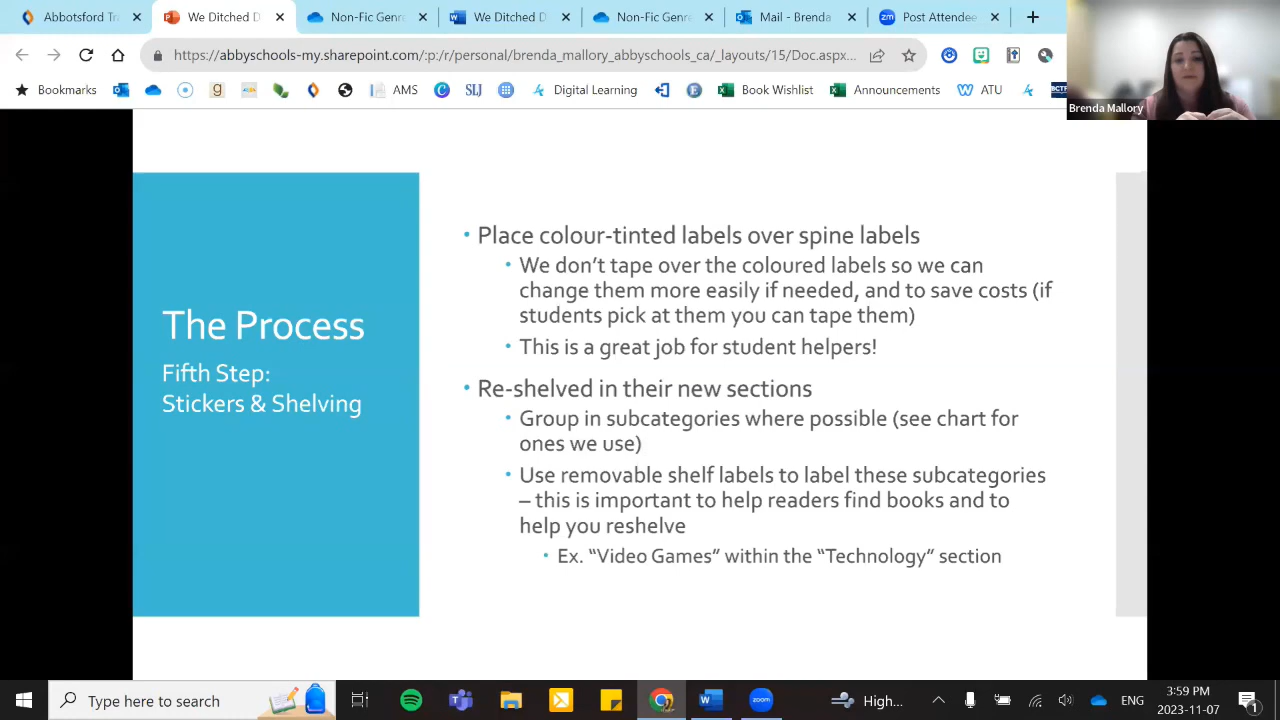 Abbotsford Tra
We Ditched D
Non-Fic Genr
We Ditched D
Non-Fic Genre
Mail - Brenda
Post Attendee
https://abbyschools-my.sharepoint.com/:p:/r/personal/brenda_mallory_abbyschools_ca/_layouts/15/Doc.aspx...
Bookmarks
AMS
SLJ
Digital Learning
Book Wishlist
Announcements
ATU
BCTF
Brenda Mallory
The Process
Fifth Step:
Stickers & Shelving
• Place colour-tinted labels over spine labels
• We don't tape over the coloured labels so we can
change them more easily if needed, and to save costs (if
students pick at them you can tape them)
• This is a great job for student helpers!
• Re-shelved in their new sections
• Group in subcategories where possible (see chart for
ones we use)
• Use removable shelf labels to label these subcategories
– this is important to help readers find books and to
help you reshelve
• Ex. “Video Games” within the “Technology” section
Type here to search
High...
ENG
3:59 PM
2023-11-07
1